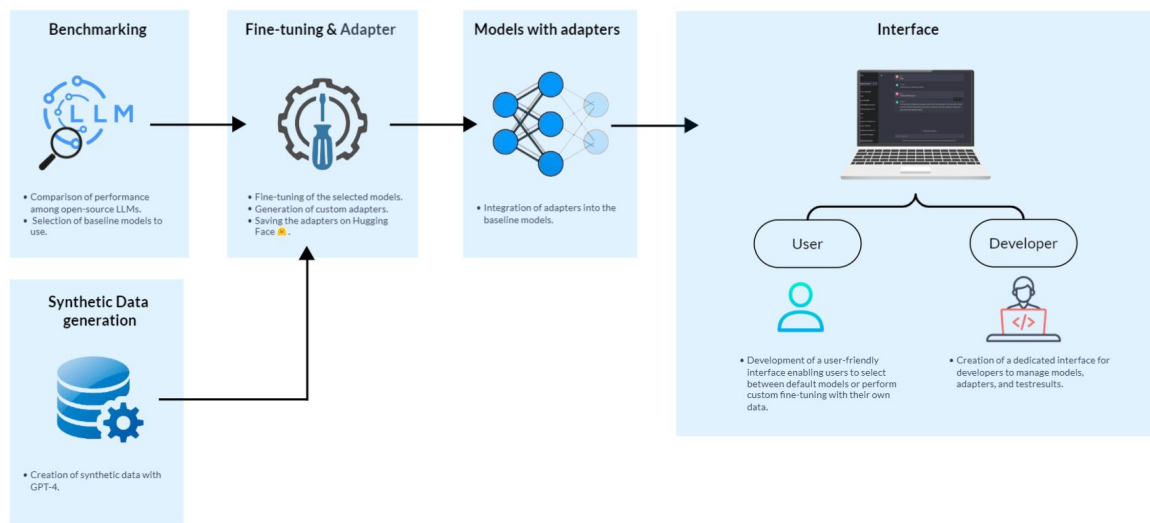 Benchmarking
LLM
• Comparison of performance
among open-source LLMs.
• Selection of baseline models to
use.
Fine-tuning & Adapter
• Fine-tuning of the selected models.
• Generation of custom adapters.
• Saving the adapters on Hugging
Face 🤗.
Models with adapters
• Integration of adapters into the
baseline models.
Interface
User
Developer
</>
• Development of a user-friendly
interface enabling users to select
between default models or perform
custom fine-tuning with their own
data.
• Creation of a dedicated interface for
developers to manage models,
adapters, and testresults.
Synthetic Data
generation
• Creation of synthetic data with
GPT-4.